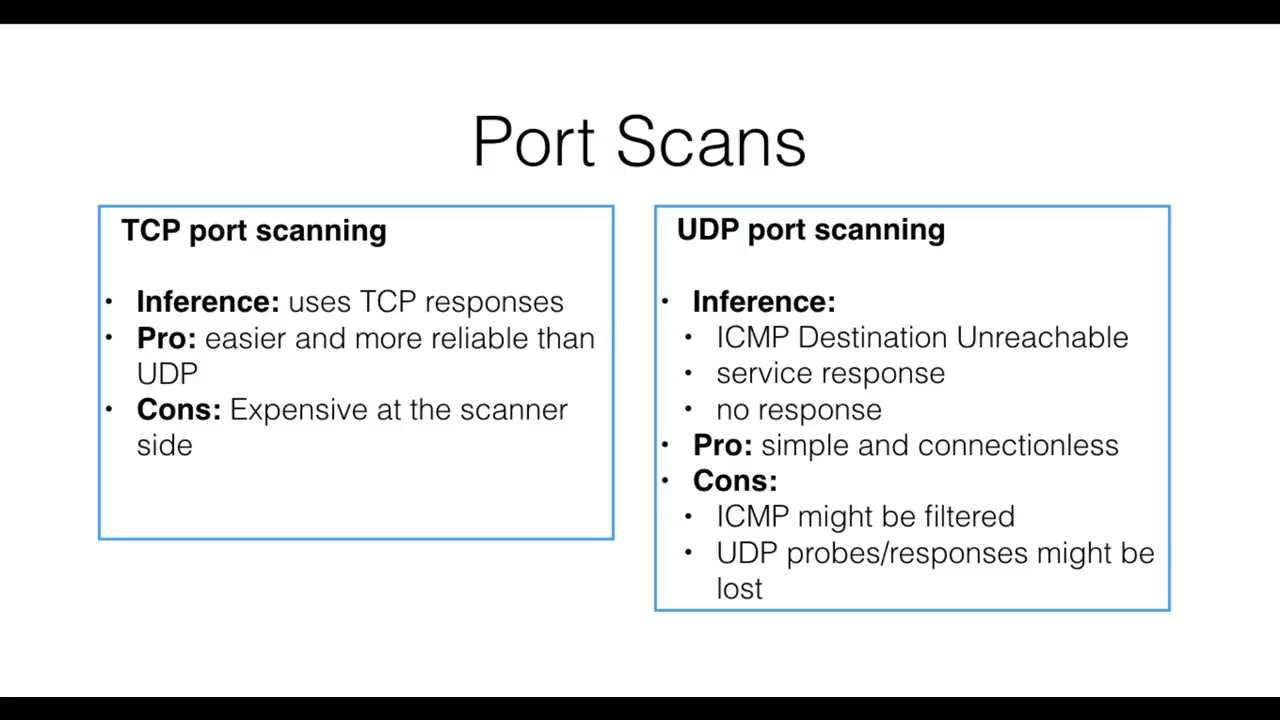 Port Scans
TCP port scanning
• Inference: uses TCP responses
• Pro: easier and more reliable than
UDP
• Cons: Expensive at the scanner
side
UDP port scanning
• Inference:
• ICMP Destination Unreachable
• service response
• no response
• Pro: simple and connectionless
• Cons:
• ICMP might be filtered
• UDP probes/responses might be
lost